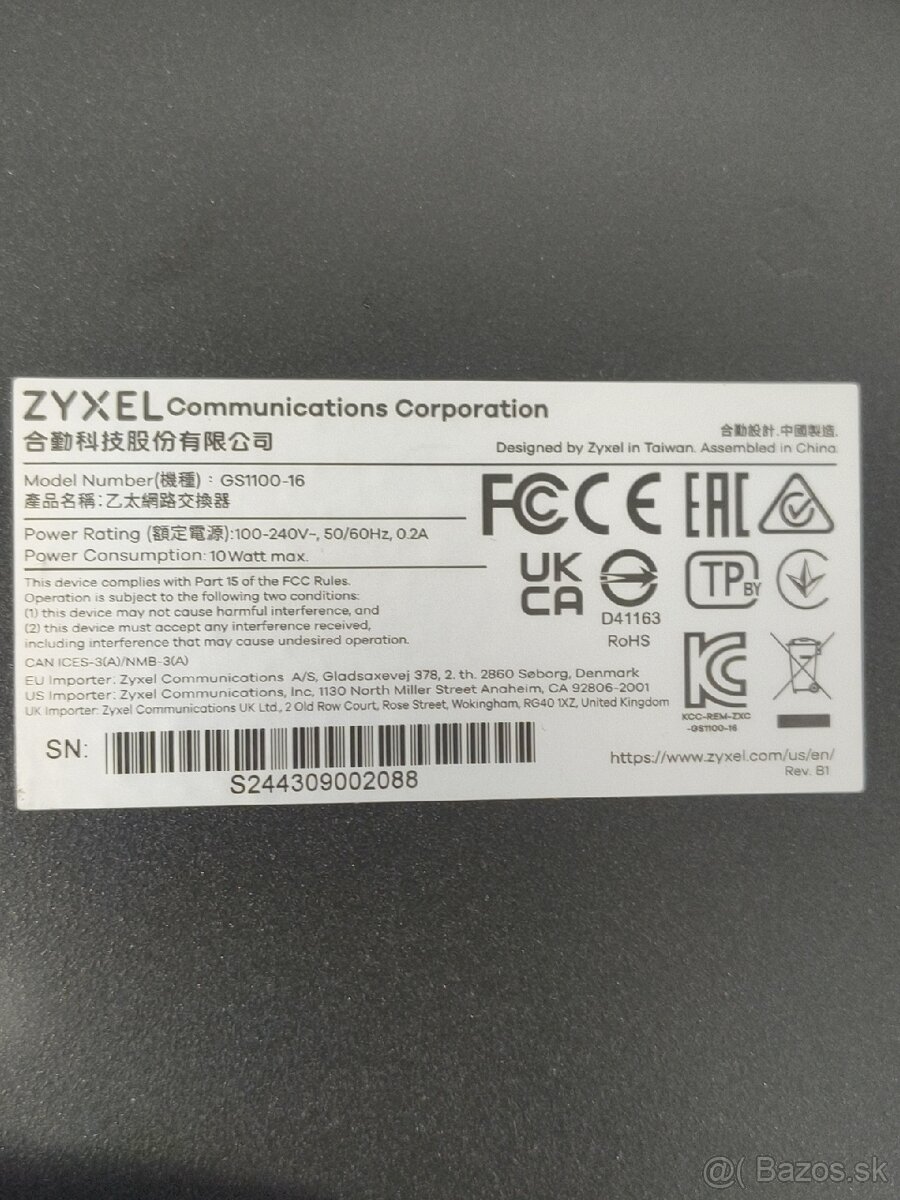 ZYXEL Communications Corporation
合勤科技股份有限公司
合勤設計.中國製造.
Designed by Zyxel in Taiwan. Assembled in China.
Model Number(機種) : GS1100-16
產品名稱: 乙太網路交換器
Power Rating (額定電源):100-240V~, 50/60Hz, 0.2A
Power Consumption: 10 Watt max.
This device complies with Part 15 of the FCC Rules.
Operation is subject to the following two conditions:
(1) this device may not cause harmful interference, and
(2) this device must accept any interference received,
including interference that may cause undesired operation.
CAN ICES-3(A)/NMB-3(A)
EU Importer: Zyxel Communications A/S, Gladsaxevej 378, 2. th. 2860 Søborg, Denmark
US Importer: Zyxel Communications, Inc, 1130 North Miller Street Anaheim, CA 92806-2001
UK Importer: Zyxel Communications UK Ltd., 2 Old Row Court, Rose Street, Wokingham, RG40 1XZ, United Kingdom
FC CE EAC
UK
CA
D41163
RoHS
TP BY
KC
KCC-REM-ZXC
-GS1100-16
SN:
S244309002088
https://www.zyxel.com/us/en/
Rev. B1
@( Bazos.sk